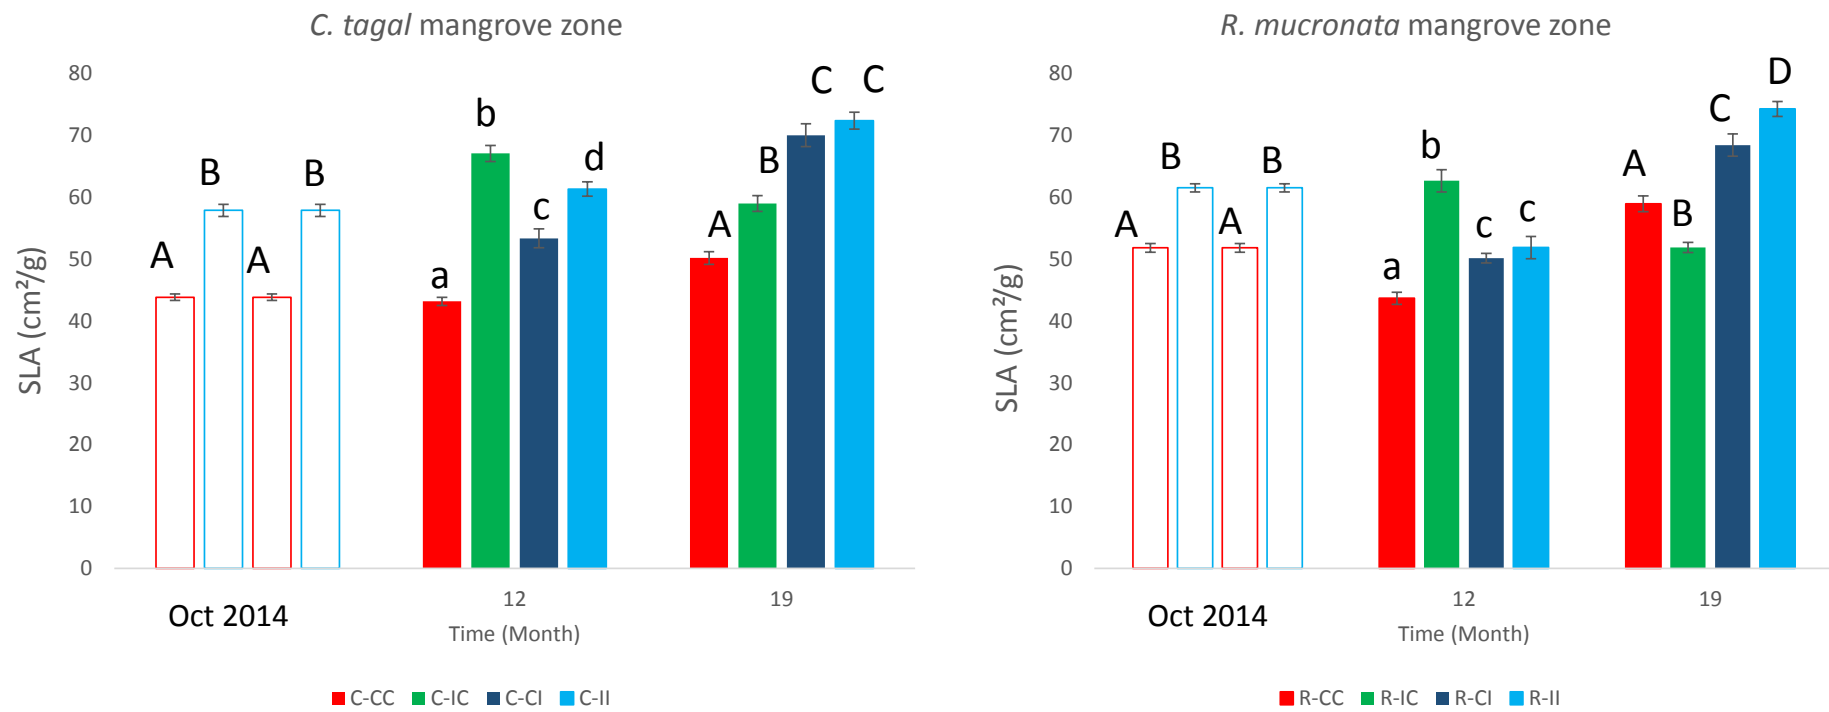 C. tagal mangrove zone
80
70
60
50
40
30
20
10
0
SLA (cm²/g)
A
B
A
B
a
b
c
d
A
B
C
C
Oct 2014
12
19
Time (Month)
C-CC C-IC C-CI C-II
R. mucronata mangrove zone
80
70
60
50
40
30
20
10
0
SLA (cm²/g)
A
B
A
B
a
b
c
c
A
B
C
D
Oct 2014
12
19
Time (Month)
R-CC R-IC R-CI R-II